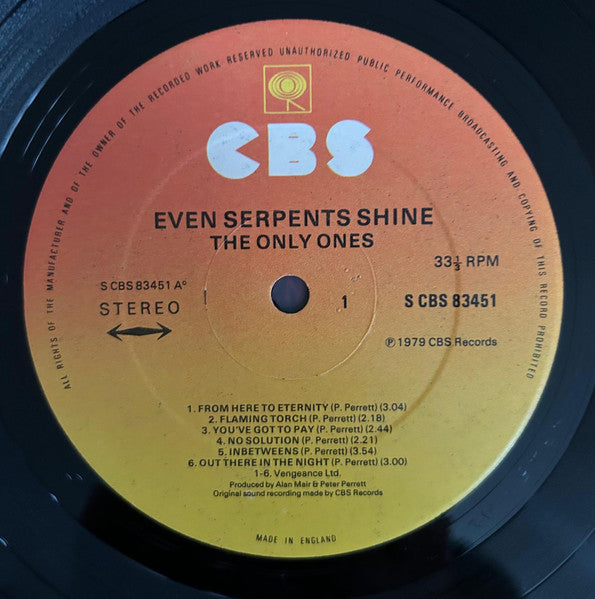 ALL RIGHTS OF THE MANUFACTURER AND OF THE OWNER OF THE RECORDED WORK RESERVED UNAUTHORIZED PUBLIC PERFORMANCE BROADCASTING AND COPYING OF THIS RECORD PROHIBITED
CBS
EVEN SERPENTS SHINE
THE ONLY ONES
33⅓ RPM
S CBS 83451 A°
STEREO
1
S CBS 83451
℗ 1979 CBS Records
1. FROM HERE TO ETERNITY (P. Perrett) (3.04)
2. FLAMING TORCH (P. Perrett) (2.18)
3. YOU'VE GOT TO PAY (P. Perrett) (2.44)
4. NO SOLUTION (P. Perrett) (2.21)
5. INBETWEENS (P. Perrett) (3.54)
6. OUT THERE IN THE NIGHT (P. Perrett) (3.00)
1-6. Vengeance Ltd.
Produced by Alan Mair & Peter Perrett
Original sound recording made by CBS Records
MADE IN ENGLAND